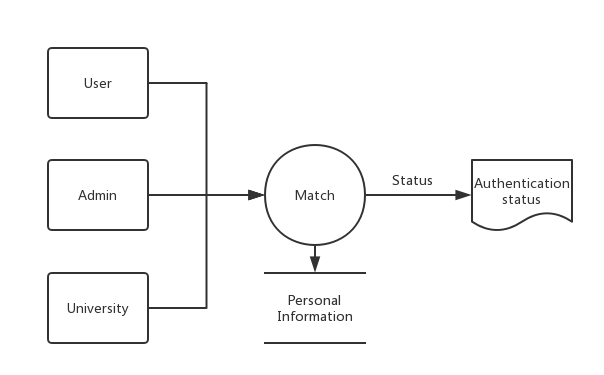 User
Admin
University
Match
Status
Authentication
status
Personal
Information